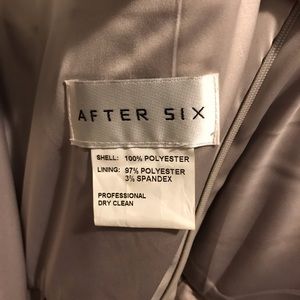 AFTER SIX
SHELL: 100% POLYESTER
LINING: 97% POLYESTER
3% SPANDEX
PROFESSIONAL
DRY CLEAN